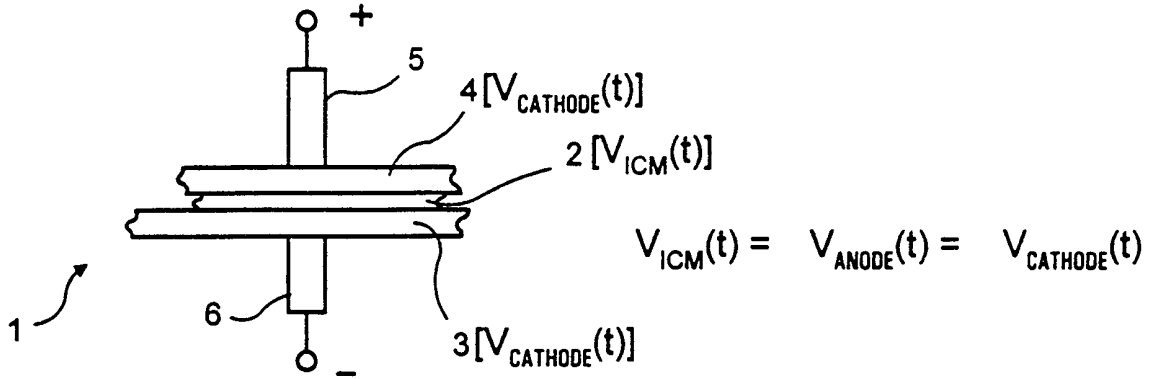 +
5
4[V_CATHODE(t)]
2[V_ICM(t)]
V_ICM(t) = V_ANODE(t) = V_CATHODE(t)
1
6
3[V_CATHODE(t)]
-